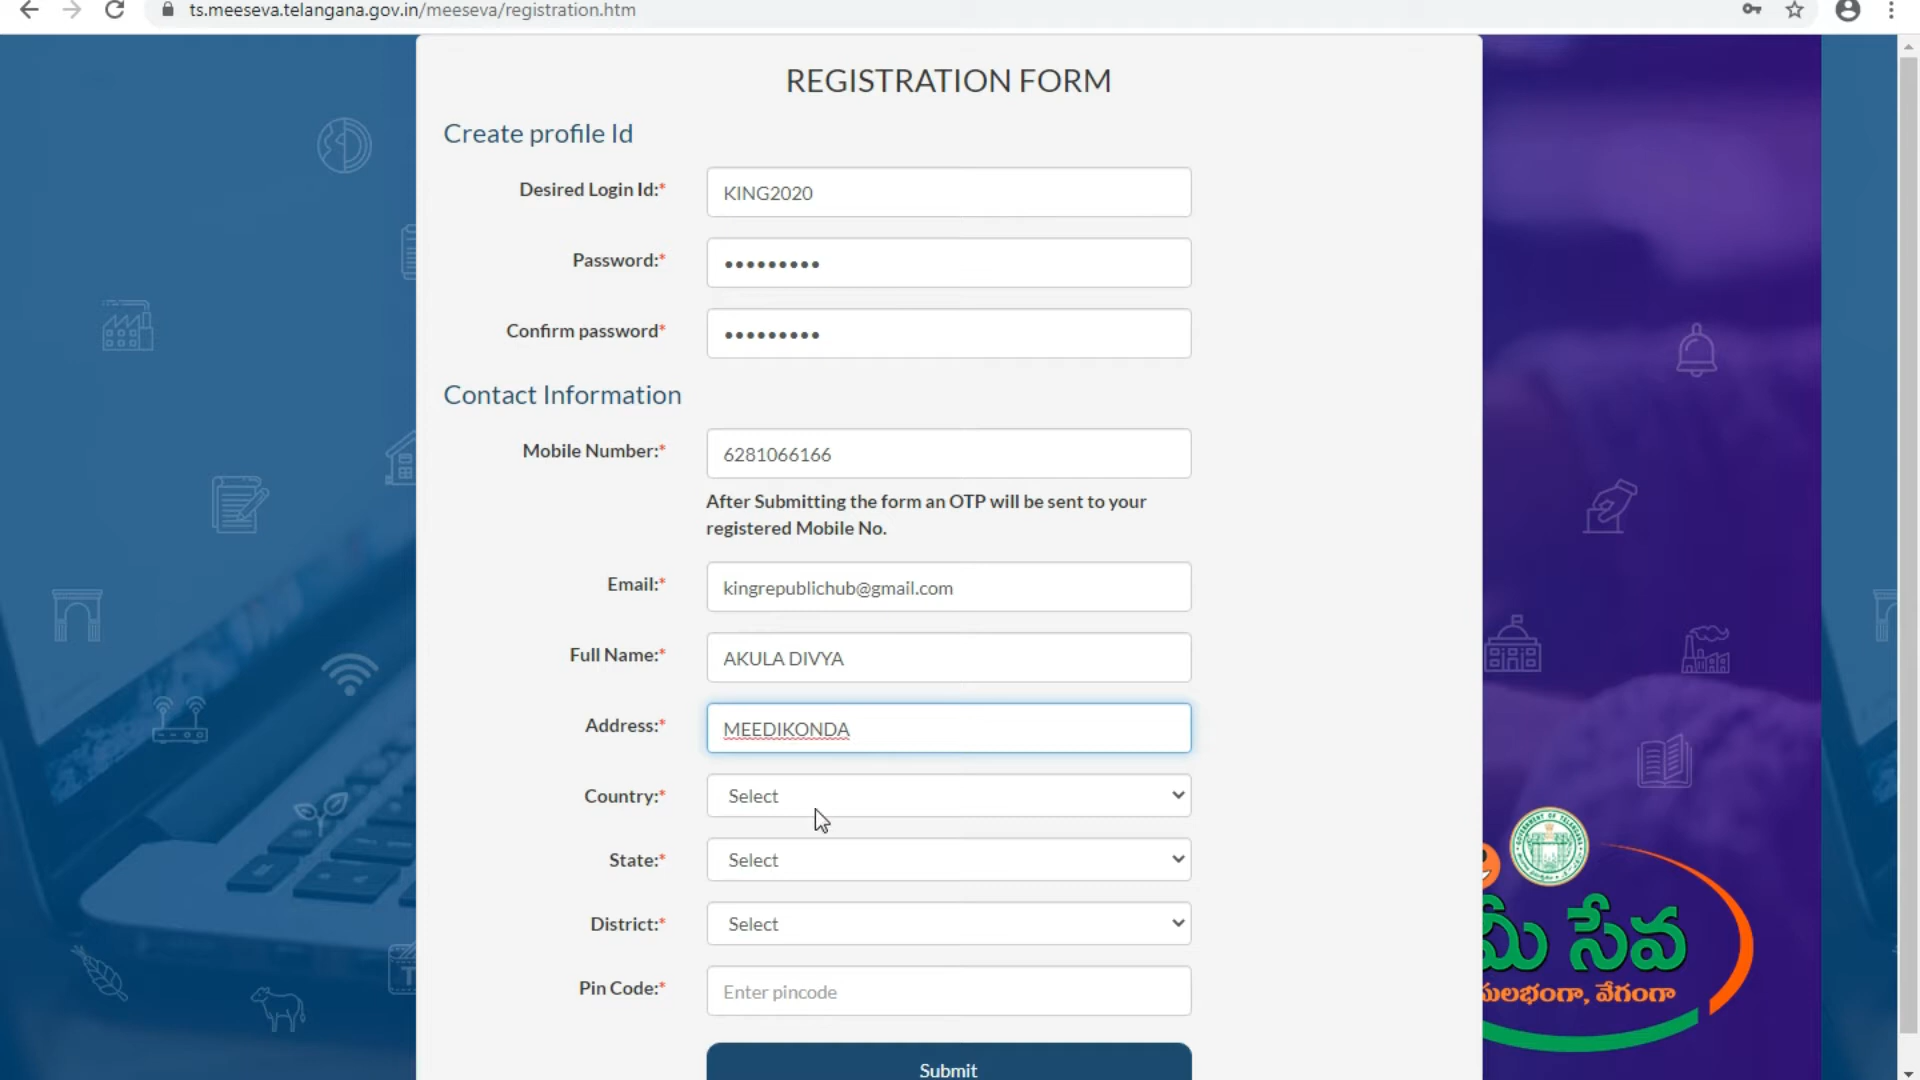 ts.meeseva.telangana.gov.in/meeseva/registration.htm
REGISTRATION FORM
Create profile Id
Desired Login Id:* KING2020
Password:* •••••••••
Confirm password* •••••••••
Contact Information
Mobile Number:* 6281066166
After Submitting the form an OTP will be sent to your
registered Mobile No.
Email:* kingrepublichub@gmail.com
Full Name:* AKULA DIVYA
Address:* MEEDIKONDA
Country:* Select
State:* Select
District:* Select
Pin Code:* Enter pincode
Submit
మీ సేవ
సులభంగా, వేగంగా